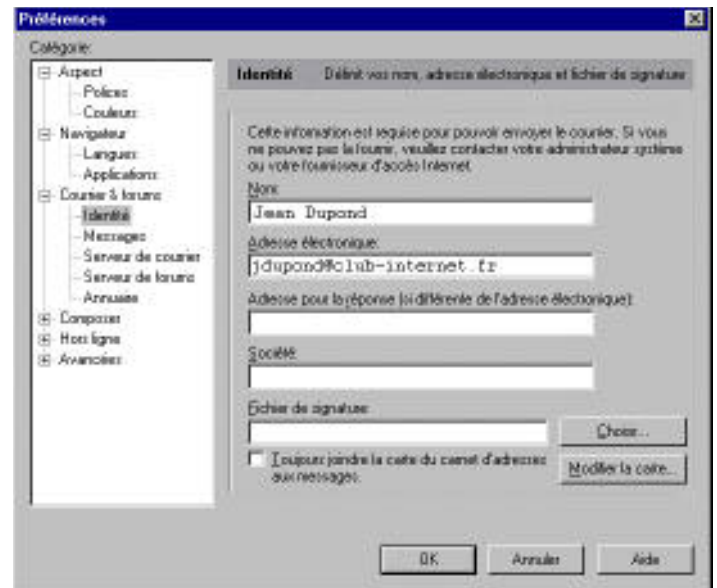 Préférences
Catégorie:
Aspect
Polices
Couleurs
Navigateur
Langues
Applications
Courrier & forums
Identité
Messages
Serveur de courrier
Serveur de forums
Annuaire
Composer
Hors ligne
Avancées
Identité Définit vos nom, adresse électronique et fichier de signature
Cette information est requise pour pouvoir envoyer le courrier. Si vous
ne pouvez pas la fournir, veuillez contacter votre administrateur système
ou votre fournisseur d'accès Internet.
Nom:
Jean Dupond
Adresse électronique:
jdupond@club-internet.fr
Adresse pour la réponse (si différente de l'adresse électronique):
Société:
Fichier de signature:
Choisir...
Toujours joindre la carte du carnet d'adresses
aux messages.
Modifier la carte...
OK Annuler Aide